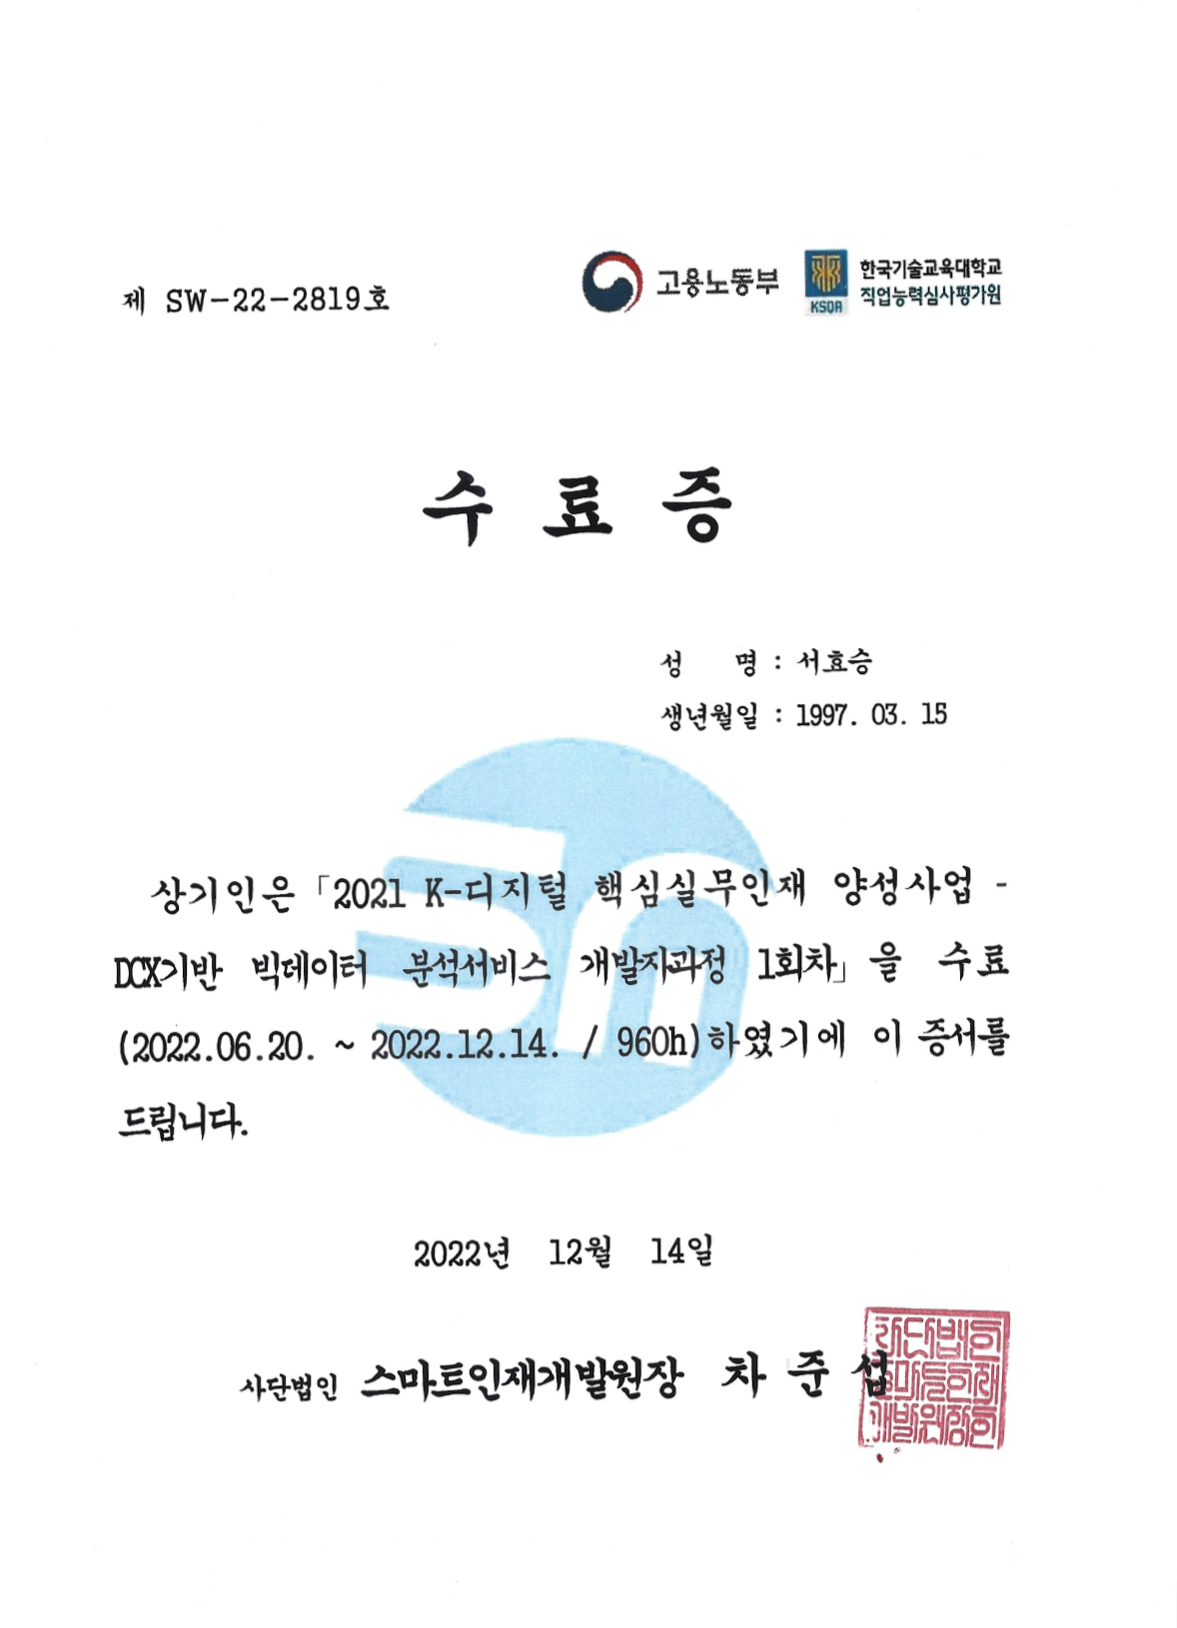 제 SW-22-2819호
고용노동부
KSQA
한국기술교육대학교
직업능력심사평가원
수 료 증
성 명 : 서효승
생년월일 : 1997. 03. 15
상기인은 「2021 K-디지털 핵심실무인재 양성사업 -
DCX기반 빅데이터 분석서비스 개발자과정 1회차」을 수료
(2022.06.20. ~ 2022.12.14. / 960h)하였기에 이 증서를
드립니다.
2022년 12월 14일
사단법인 스마트인재개발원장 차 준 섭